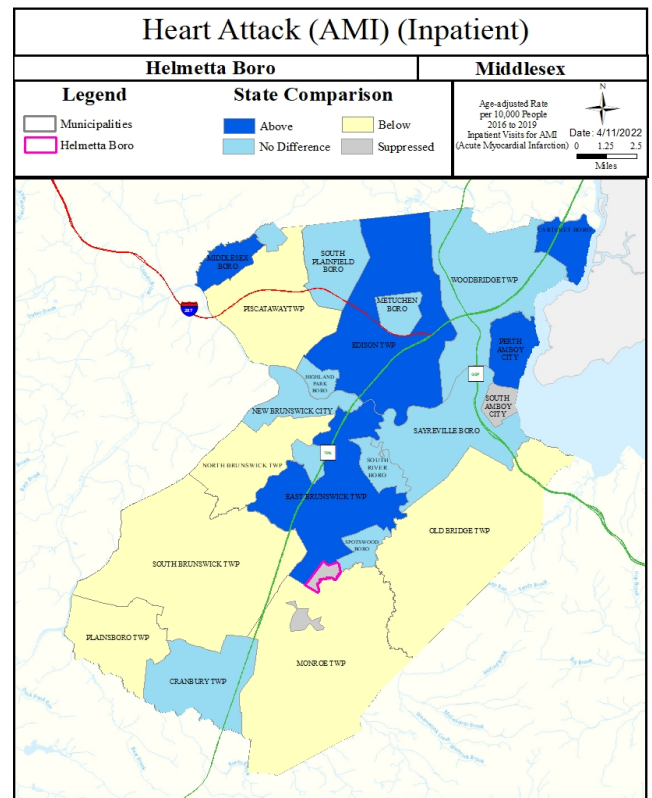 Heart Attack (AMI) (Inpatient)
Helmetta Boro
Middlesex
Legend
Municipalities
Helmetta Boro
State Comparison
Above
Below
No Difference
Suppressed
Age-adjusted Rate
per 10,000 People
2016 to 2019
Inpatient Visits for AMI
(Acute Myocardial Infarction)
N
Date: 4/11/2022
0 1.25 2.5
Miles
MIDDLESEX
BORO
SOUTH
PLAINFIELD
BORO
WOODBRIDGE TWP
PISCATAWAY TWP
METUCHEN
BORO
287
EDISON TWP
PERTH
AMBOY
CITY
HIGHLAND
PARK
BORO
GSP
SOUTH
AMBOY
CITY
NEW BRUNSWICK CITY
SAYREVILLE BORO
NORTH BRUNSWICK TWP
SOUTH
RIVER
BORO
EAST BRUNSWICK TWP
OLD BRIDGE TWP
SPOTSWOOD
BORO
SOUTH BRUNSWICK TWP
PLAINSBORO TWP
MONROE TWP
CRANBURY TWP